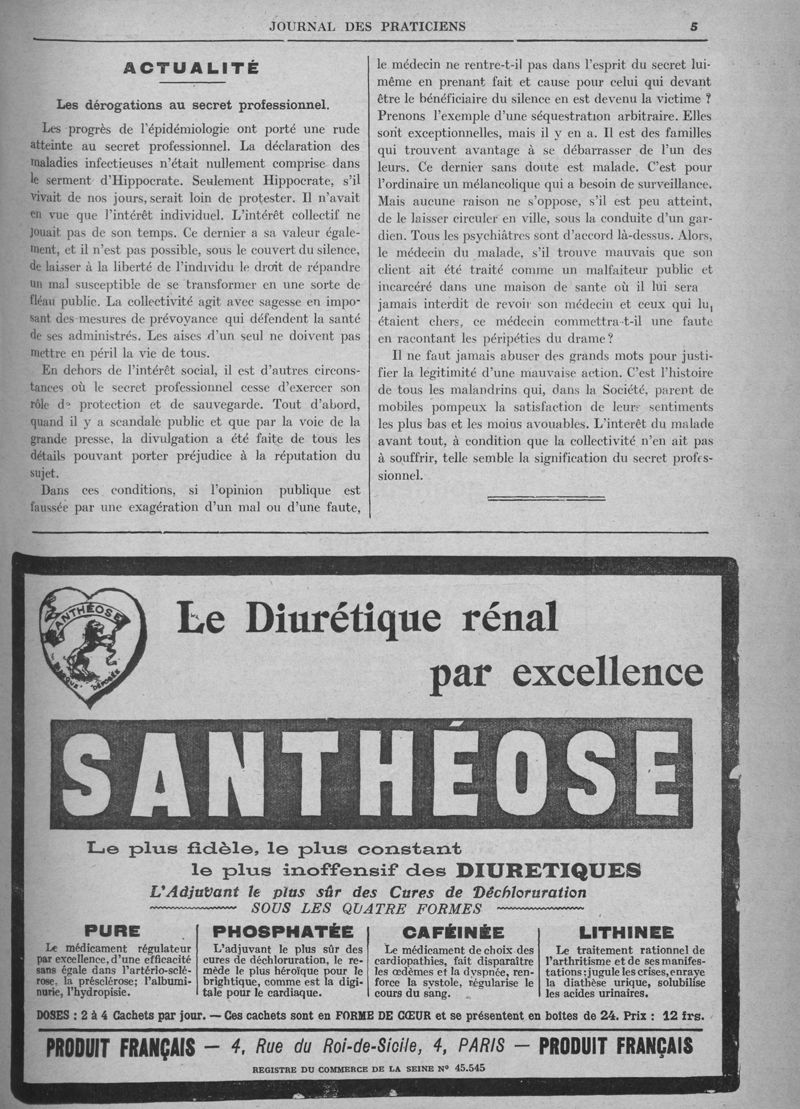 JOURNAL DES PRATICIENS 5
ACTUALITÉ
Les dérogations au secret professionnel.
Les progrès de l'épidémiologie ont porté une rude
atteinte au secret professionnel. La déclaration des
maladies infectieuses n'était nullement comprise dans
le serment d'Hippocrate. Seulement Hippocrate, s'il
vivait de nos jours, serait loin de protester. Il n'avait
en vue que l'intérêt individuel. L'intérêt collectif ne
jouait pas de son temps. Ce dernier a sa valeur égale-
ment, et il n'est pas possible, sous le couvert du silence,
de laisser à la liberté de l'individu le droit de répandre
un mal susceptible de se transformer en une sorte de
fléau public. La collectivité agit avec sagesse en impo-
sant des mesures de prévoyance qui défendent la santé
de ses administrés. Les aises d'un seul ne doivent pas
mettre en péril la vie de tous.
En dehors de l'intérêt social, il est d'autres circons-
tances où le secret professionnel cesse d'exercer son
rôle de protection et de sauvegarde. Tout d'abord,
quand il y a scandale public et que par la voie de la
grande presse, la divulgation a été faite de tous les
détails pouvant porter préjudice à la réputation du
sujet.
Dans ces conditions, si l'opinion publique est
faussée par une exagération d'un mal ou d'une faute,
le médecin ne rentre-t-il pas dans l'esprit du secret lui-
même en prenant fait et cause pour celui qui devant
être le bénéficiaire du silence en est devenu la victime ?
Prenons l'exemple d'une séquestration arbitraire. Elles
sont exceptionnelles, mais il y en a. Il est des familles
qui trouvent avantage à se débarrasser de l'un des
leurs. Ce dernier sans doute est malade. C'est pour
l'ordinaire un mélancolique qui a besoin de surveillance.
Mais aucune raison ne s'oppose, s'il est peu atteint,
de le laisser circuler en ville, sous la conduite d'un gar-
dien. Tous les psychiâtres sont d'accord là-dessus. Alors,
le médecin du malade, s'il trouve mauvais que son
client ait été traité comme un malfaiteur public et
incarcéré dans une maison de sante où il lui sera
jamais interdit de revoir son médecin et ceux qui lui
étaient chers, ce médecin commettra-t-il une faute
en racontant les péripéties du drame ?
Il ne faut jamais abuser des grands mots pour justi-
fier la légitimité d'une mauvaise action. C'est l'histoire
de tous les malandrins qui, dans la Société, parent de
mobiles pompeux la satisfaction de leurs sentiments
les plus bas et les moins avouables. L'interêt du malade
avant tout, à condition que la collectivité n'en ait pas
à souffrir, telle semble la signification du secret profes-
sionnel.
SANTHÉOSE
MARQUE DÉPOSÉE
Le Diurétique rénal
par excellence
SANTHÉOSE
Le plus fidèle, le plus constant
le plus inoffensif des DIURETIQUES
L'Adjuvant le plus sûr des Cures de Déchloruration
SOUS LES QUATRE FORMES
PURE
Le médicament régulateur
par excellence, d'une efficacité
sans égale dans l'artério-sclé-
rose, la présclérose; l'albumi-
nurie, l'hydropisie.
PHOSPHATÉE
L'adjuvant le plus sûr des
cures de déchloruration, le re-
mède le plus héroïque pour le
brightique, comme est la digi-
tale pour le cardiaque.
CAFÉINÉE
Le médicament de choix des
cardiopathies, fait disparaître
les œdèmes et la dyspnée, ren-
force la systole, régularise le
cours du sang.
LITHINEE
Le traitement rationnel de
l'arthritisme et de ses manifes-
tations ; jugule les crises, enraye
la diathèse urique, solubilise
les acides urinaires.
DOSES : 2 à 4 Cachets par jour. — Ces cachets sont en FORME DE CŒUR et se présentent en boîtes de 24. Prix : 12 frs.
PRODUIT FRANÇAIS — 4, Rue du Roi-de-Sicile, 4, PARIS — PRODUIT FRANÇAIS
REGISTRE DU COMMERCE DE LA SEINE Nº 45.545